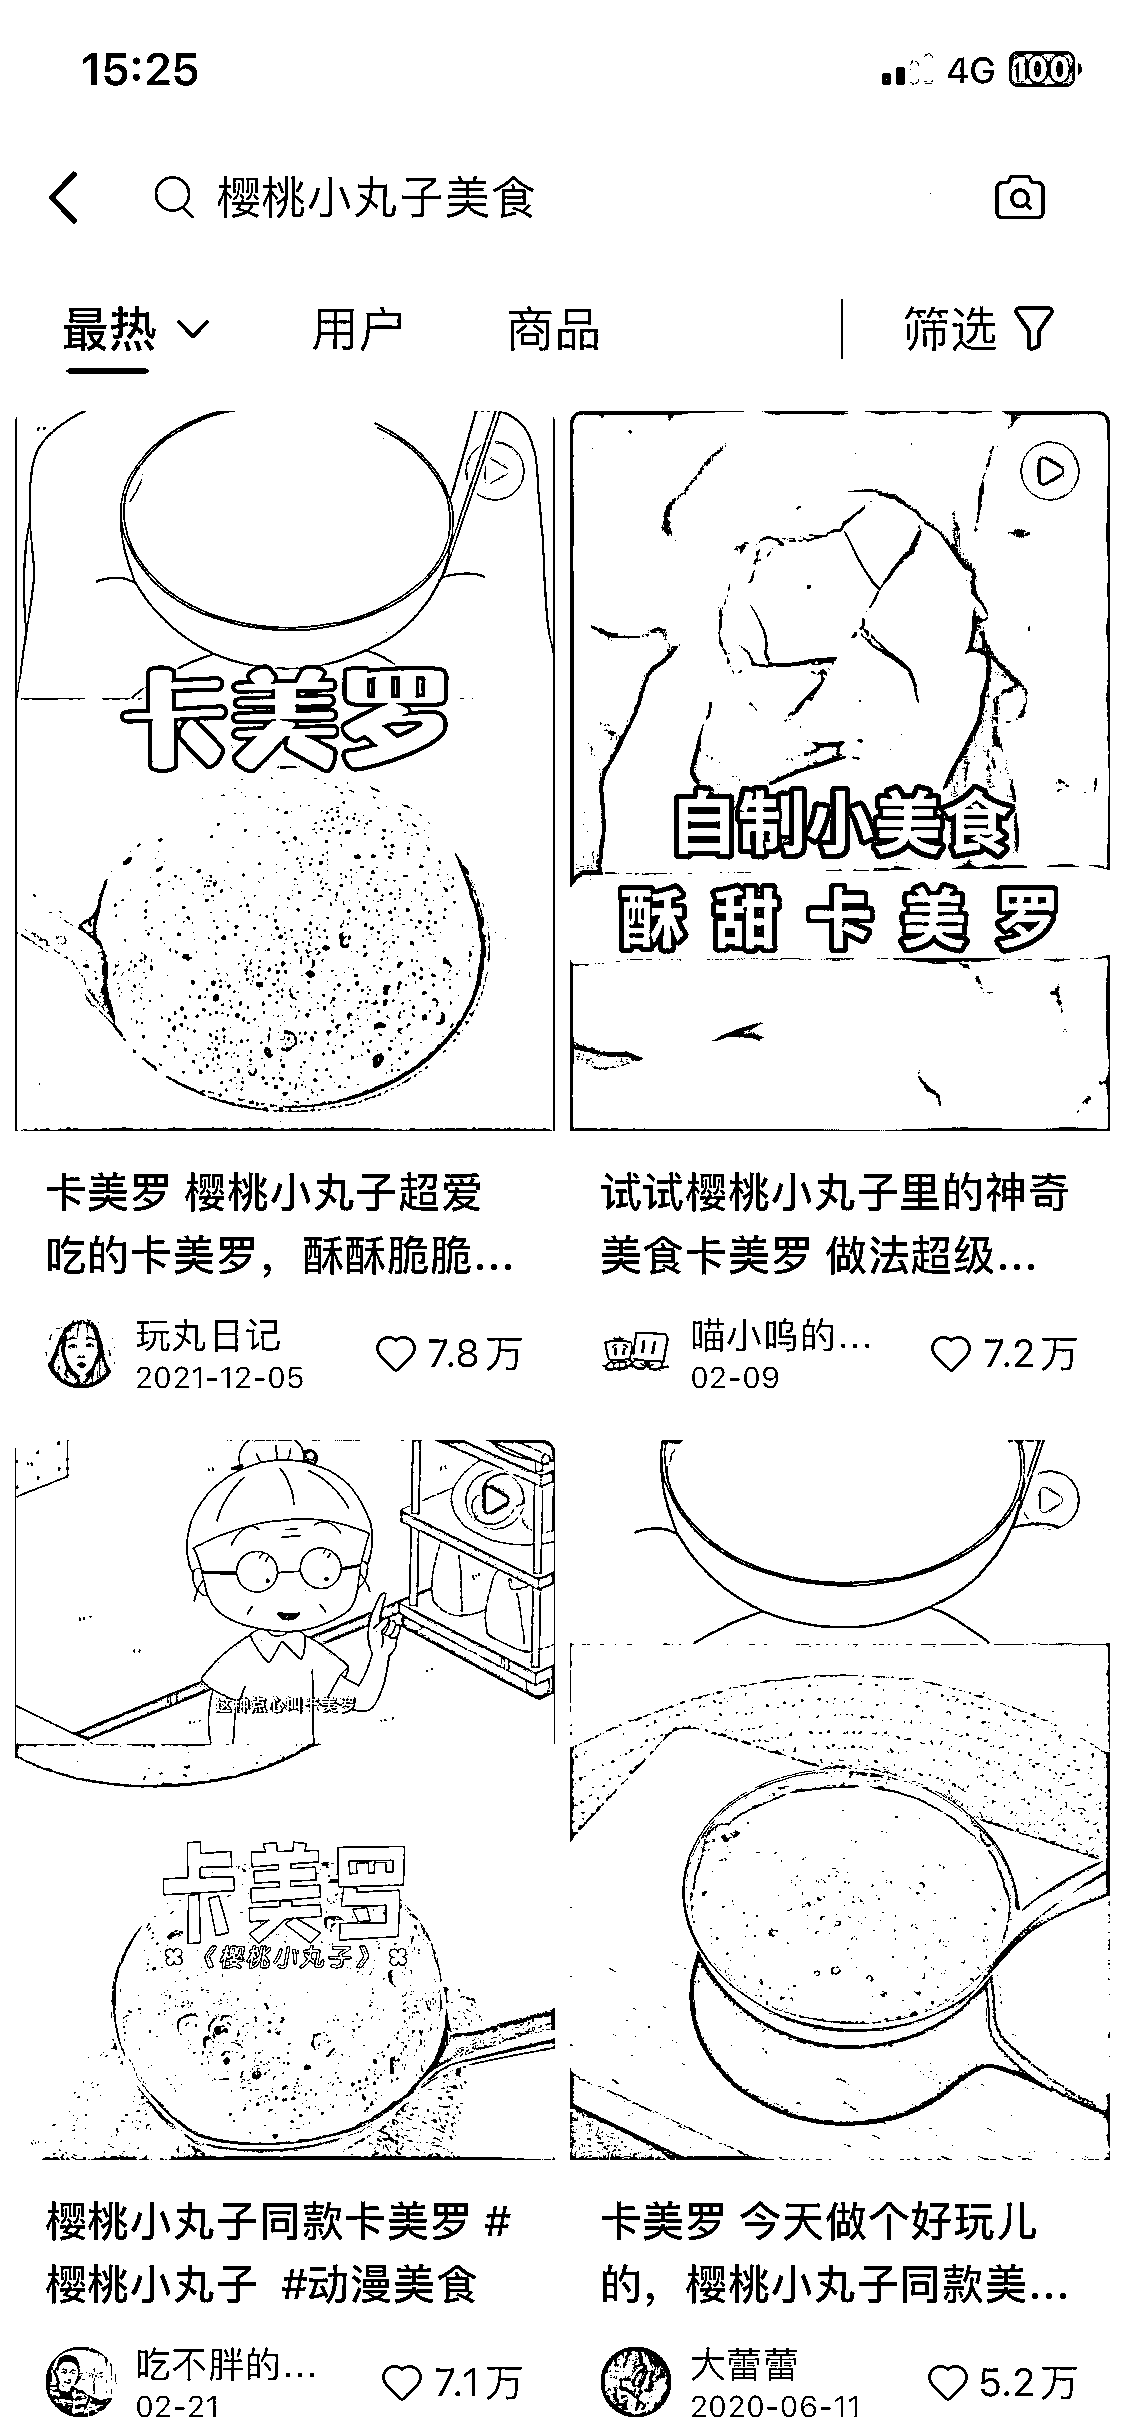 15:25
4G 100
樱桃小丸子美食
最热 用户 商品 筛选
卡美罗
自制小美食
酥甜卡美罗
卡美罗 樱桃小丸子超爱
吃的卡美罗，酥酥脆脆...
玩丸日记
2021-12-05
7.8万
试试樱桃小丸子里的神奇
美食卡美罗 做法超级...
喵小呜的...
02-09
7.2万
这种点心叫卡美罗
卡美罗
《樱桃小丸子》
樱桃小丸子同款卡美罗 #
樱桃小丸子 #动漫美食
吃不胖的...
02-21
7.1万
卡美罗 今天做个好玩儿
的，樱桃小丸子同款美...
大蕾蕾
2020-06-11
5.2万